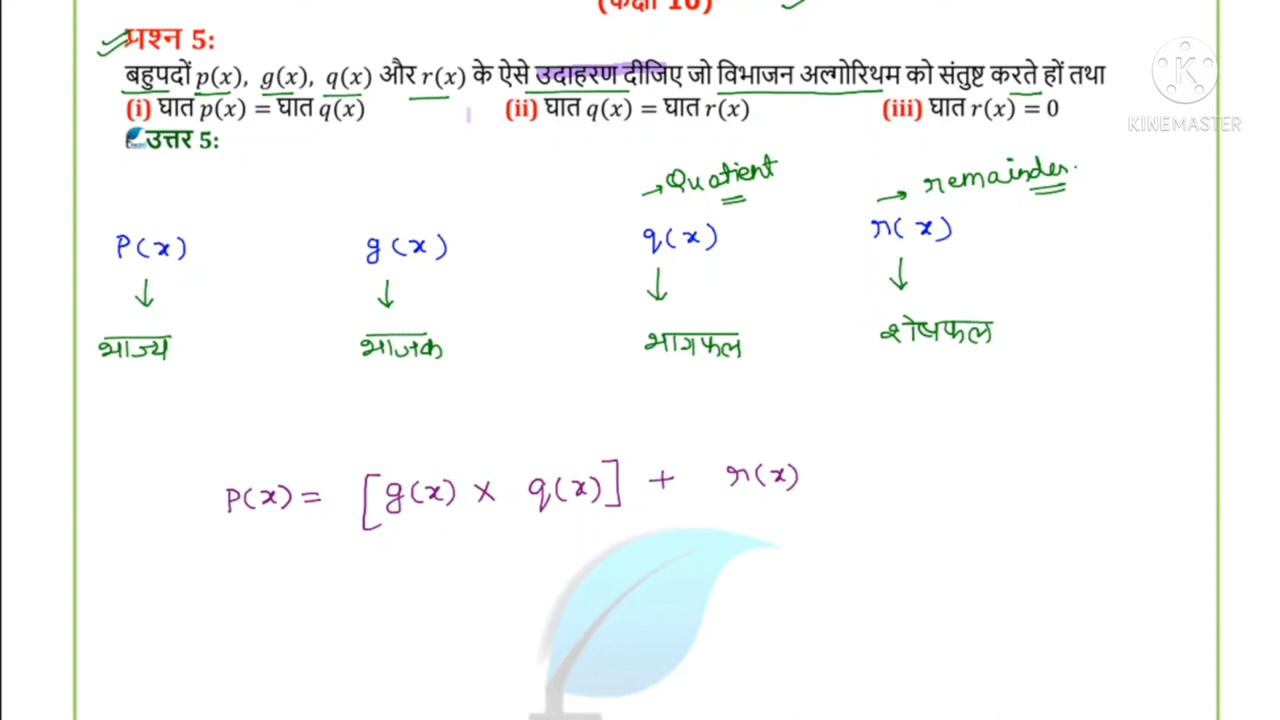 (कक्षा 10)
प्रश्न 5:
बहुपदों p(x), g(x), q(x) और r(x) के ऐसे उदाहरण दीजिए जो विभाजन अल्गोरिथम को संतुष्ट करते हों तथा
(i) घात p(x) = घात q(x) (ii) घात q(x) = घात r(x) (iii) घात r(x) = 0
उत्तर 5:
→ Quatient → remainder.
P(x) g(x) q(x) r(x)
↓ ↓ ↓ ↓
भाज्य भाजक भागफल शेषफल
P(x) = [g(x) × q(x)] + r(x)
K
KINEMASTER